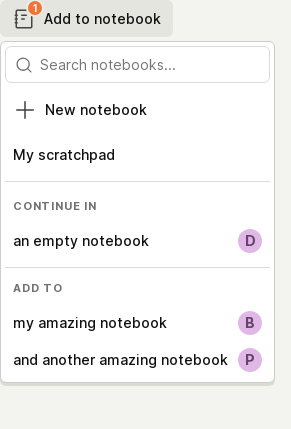 1
Add to notebook
Search notebooks...
New notebook
My scratchpad
CONTINUE IN
an empty notebook D
ADD TO
my amazing notebook B
and another amazing notebook P